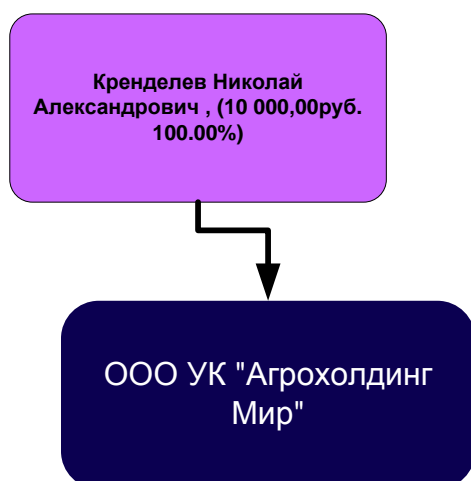 Кренделев Николай
Александрович , (10 000,00руб.
100.00%)
ООО УК "Агрохолдинг
Мир"